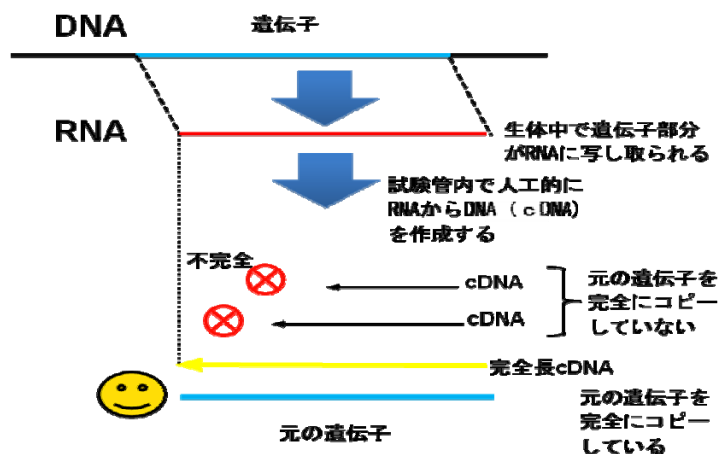 DNA
遺伝子
RNA
生体中で遺伝子部分
がRNAに写し取られる
試験管内で人工的に
RNAからDNA(cDNA)
を作成する
不完全
cDNA
cDNA
元の遺伝子を
完全にコピー
していない
完全長cDNA
元の遺伝子
元の遺伝子を
完全にコピー
している